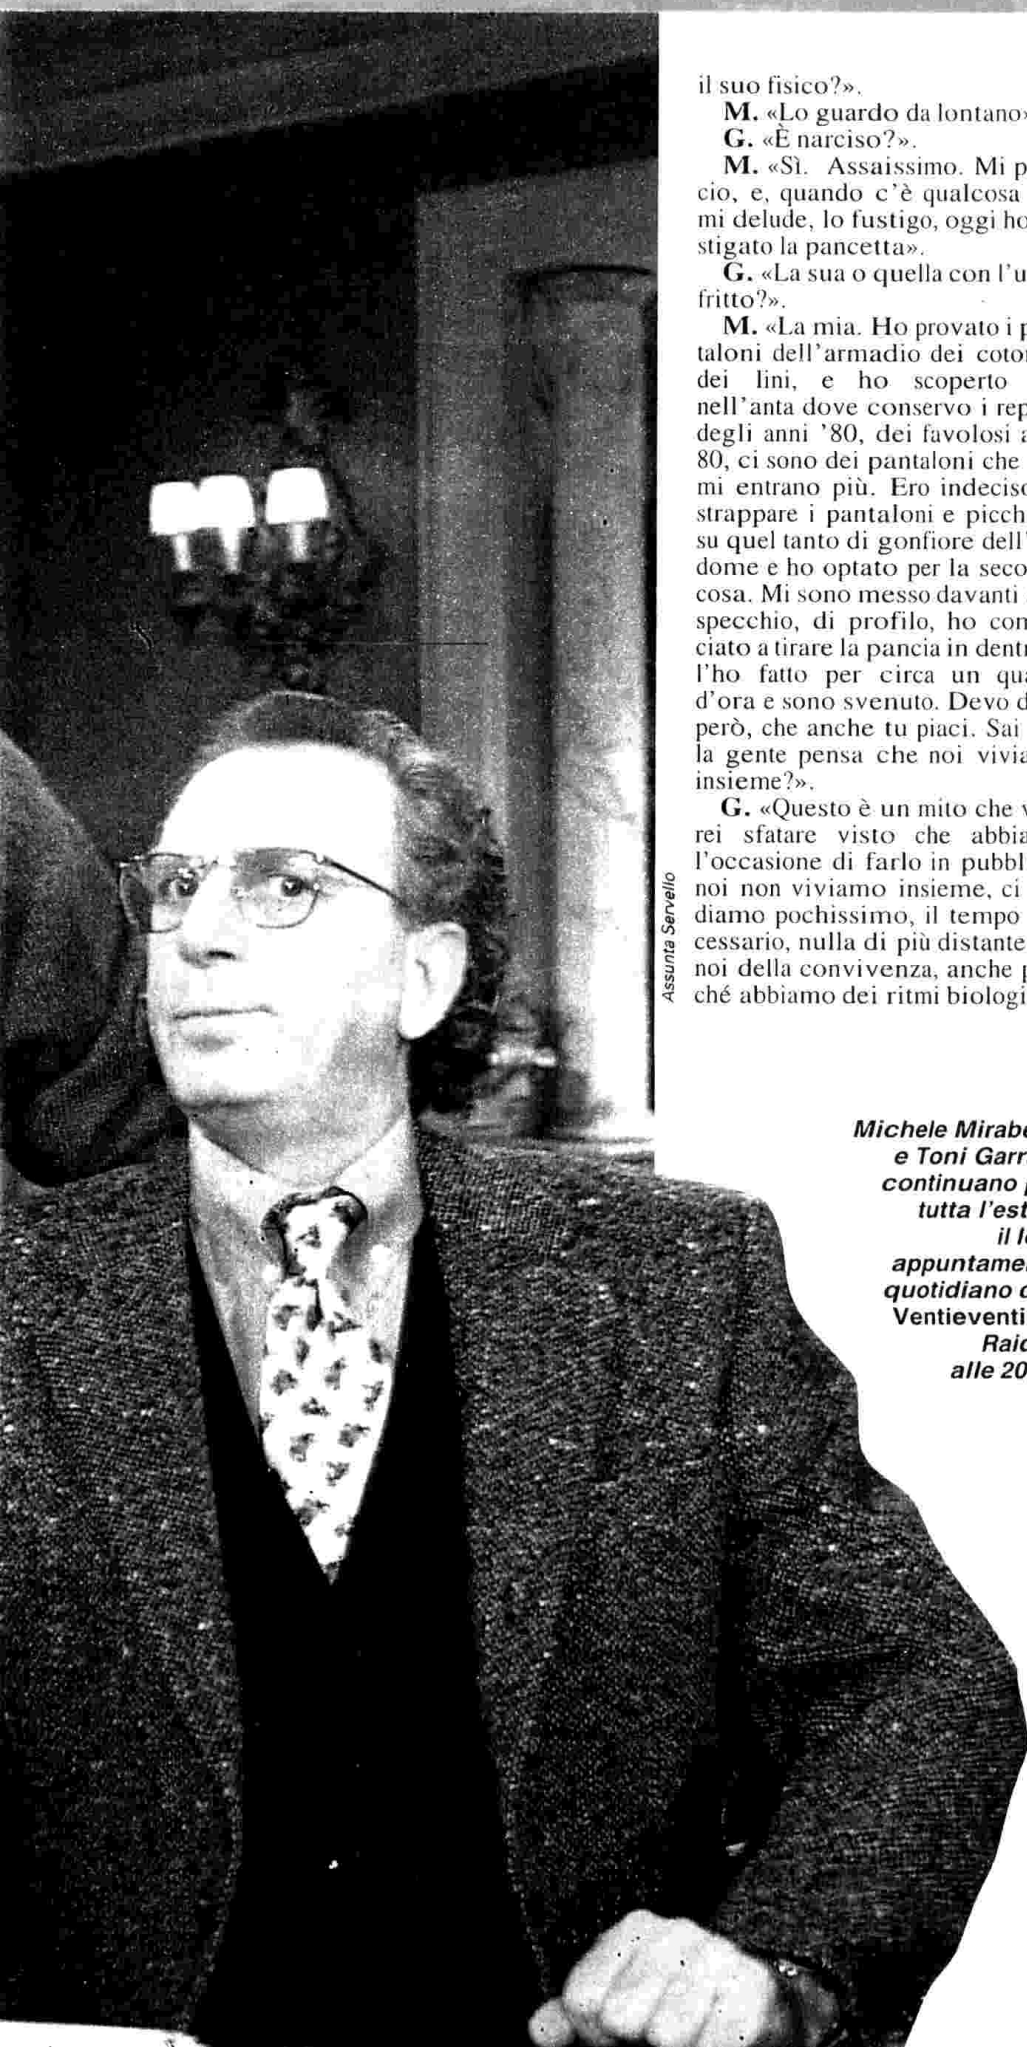 il suo fisico?».
M. «Lo guardo da lontano»
G. «È narciso?».
M. «Sì. Assaissimo. Mi p
cio, e, quando c'è qualcosa
mi delude, lo fustigo, oggi ho
stigato la pancetta».
G. «La sua o quella con l'u
fritto?».
M. «La mia. Ho provato i p
taloni dell'armadio dei coto
dei lini, e ho scoperto
nell'anta dove conservo i rep
degli anni '80, dei favolosi a
80, ci sono dei pantaloni che
mi entrano più. Ero indeciso
strappare i pantaloni e picch
su quel tanto di gonfiore dell'
dome e ho optato per la seco
cosa. Mi sono messo davanti
specchio, di profilo, ho con
ciato a tirare la pancia in dentr
l'ho fatto per circa un qua
d'ora e sono svenuto. Devo d
però, che anche tu piaci. Sai
la gente pensa che noi vivia
insieme?».
G. «Questo è un mito che v
rei sfatare visto che abbia
l'occasione di farlo in pubbl
noi non viviamo insieme, ci
diamo pochissimo, il tempo
cessario, nulla di più distante
noi della convivenza, anche p
ché abbiamo dei ritmi biologi
Assunta Servello
Michele Mirabe
e Toni Garr
continuano p
tutta l'est
il l
appuntame
quotidiano c
Ventieventi
Raid
alle 20